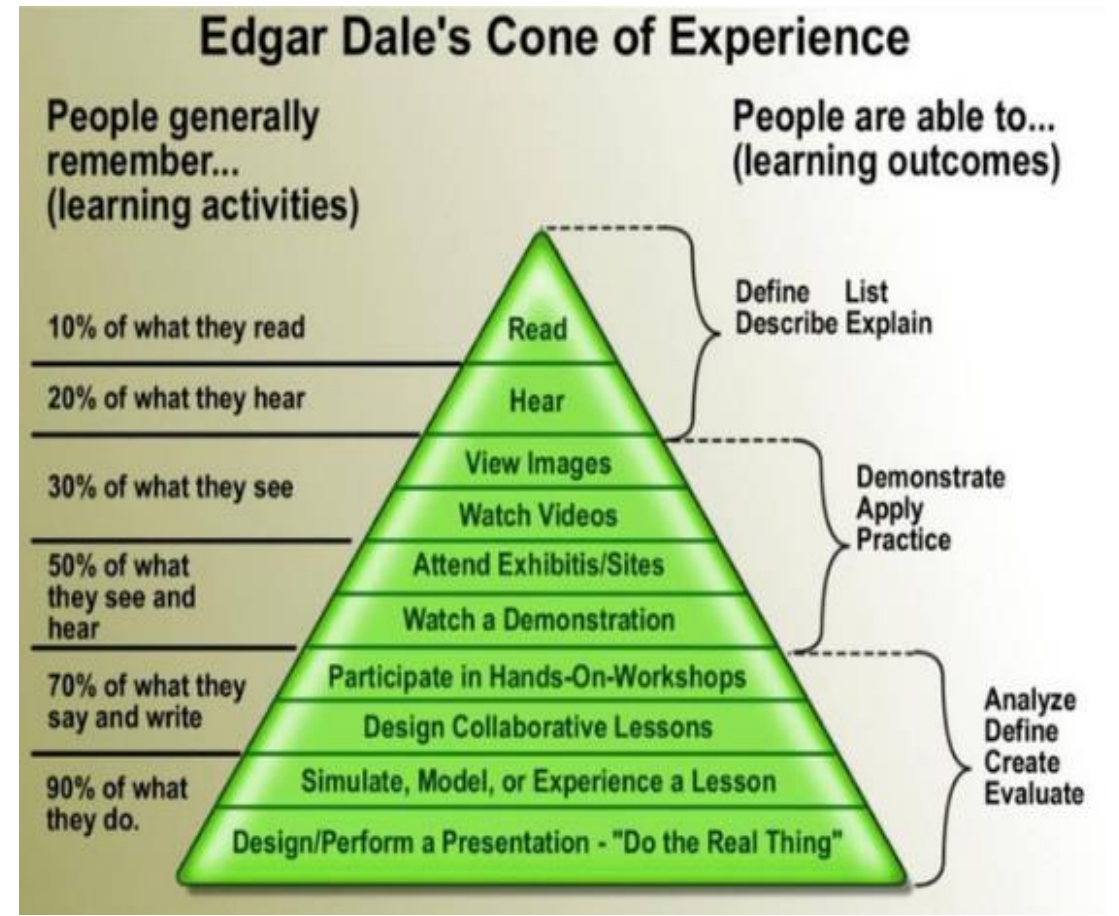 Edgar Dale's Cone of Experience
People generally
remember...
(learning activities)
People are able to...
(learning outcomes)
10% of what they read
20% of what they hear
30% of what they see
50% of what
they see and
hear
70% of what they
say and write
90% of what
they do.
Read
Hear
View Images
Watch Videos
Attend Exhibitis/Sites
Watch a Demonstration
Participate in Hands-On-Workshops
Design Collaborative Lessons
Simulate, Model, or Experience a Lesson
Design/Perform a Presentation - "Do the Real Thing"
Define List
Describe Explain
Demonstrate
Apply
Practice
Analyze
Define
Create
Evaluate